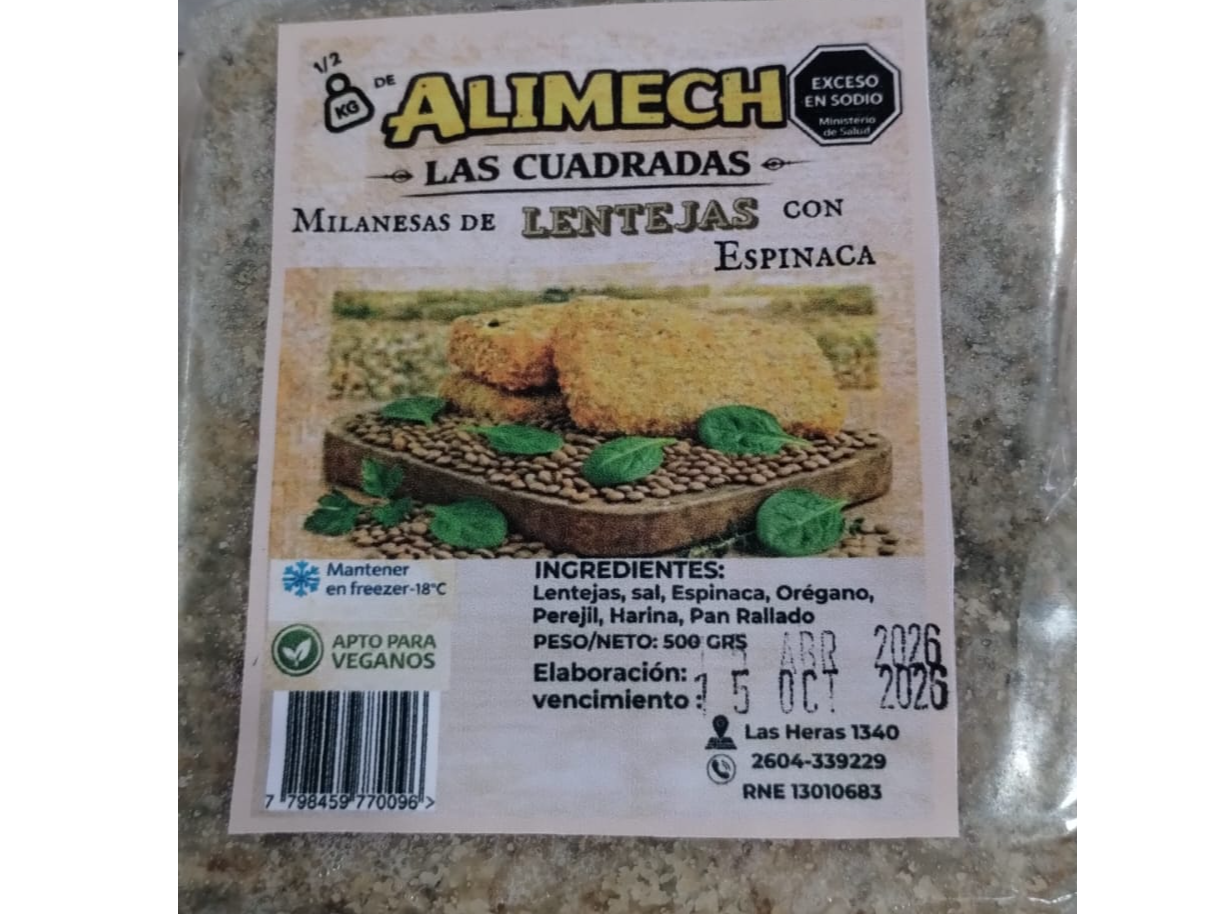 1/2
KG
DE
ALIMECH
EXCESO
EN SODIO
Ministerio
de Salud
LAS CUADRADAS
MILANESAS DE LENTEJAS CON
ESPINACA
Mantener
en freezer-18°C
APTO PARA
VEGANOS
7 798459 770096 >
INGREDIENTES:
Lentejas, sal, Espinaca, Orégano,
Perejil, Harina, Pan Rallado
PESO/NETO: 500 GRS
Elaboración: ABR 2026
vencimiento : 15 OCT 2026
Las Heras 1340
2604-339229
RNE 13010683